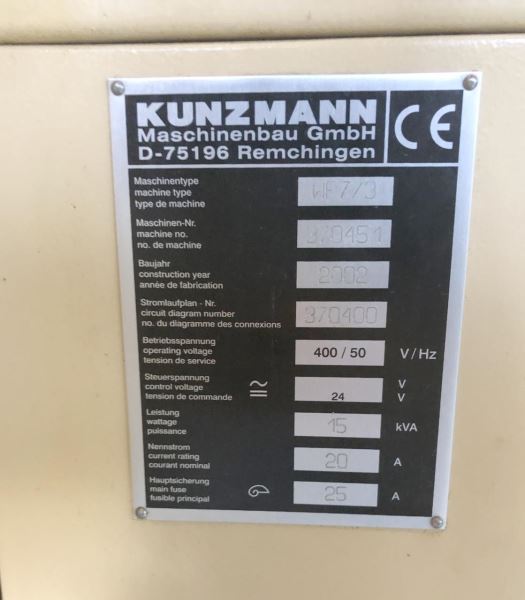 KUNZMANN
Maschinenbau GmbH
D-75196 Remchingen
CE
Maschinentype
machine type
type de machine
WF7/3
Maschinen-Nr.
machine no.
no. de machine
370451
Baujahr
construction year
année de fabrication
2002
Stromlaufplan - Nr.
circuit diagram number
no. du diagramme des connexions
370400
Betriebsspannung
operating voltage
tension de service
400 / 50 V/Hz
Steuerspannung
control voltage
tension de commande
≅
V
24 V
Leistung
wattage
puissance
15 kVA
Nennstrom
current rating
courant nominal
20 A
Hauptsicherung
main fuse
fusible principal
25 A